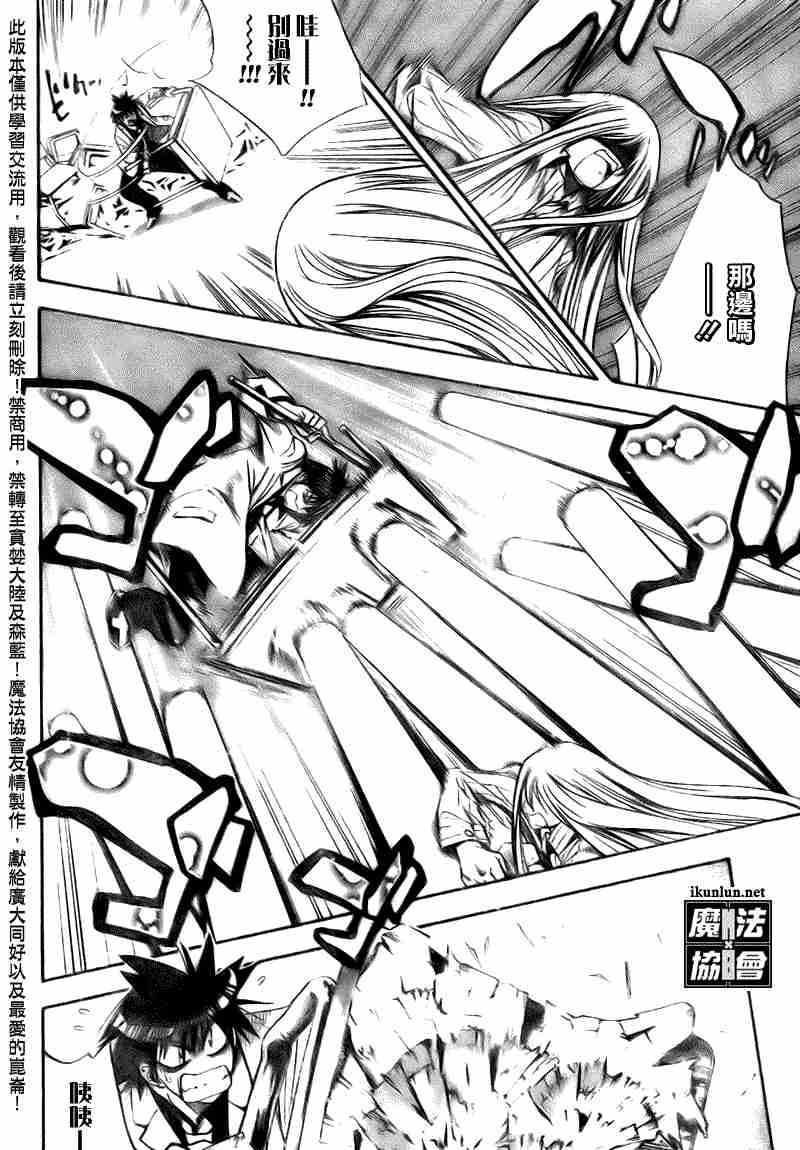 那邊嗎
——!!
哇——!!
別過來
~~~!!!
咦咦——
ikunlun.net
魔法
協會
此版本僅供學習交流用，觀看後請立刻刪除！禁商用，禁轉至貪婪大陸及森藍！魔法協會友情製作，獻給廣大同好以及最愛的崑崙！